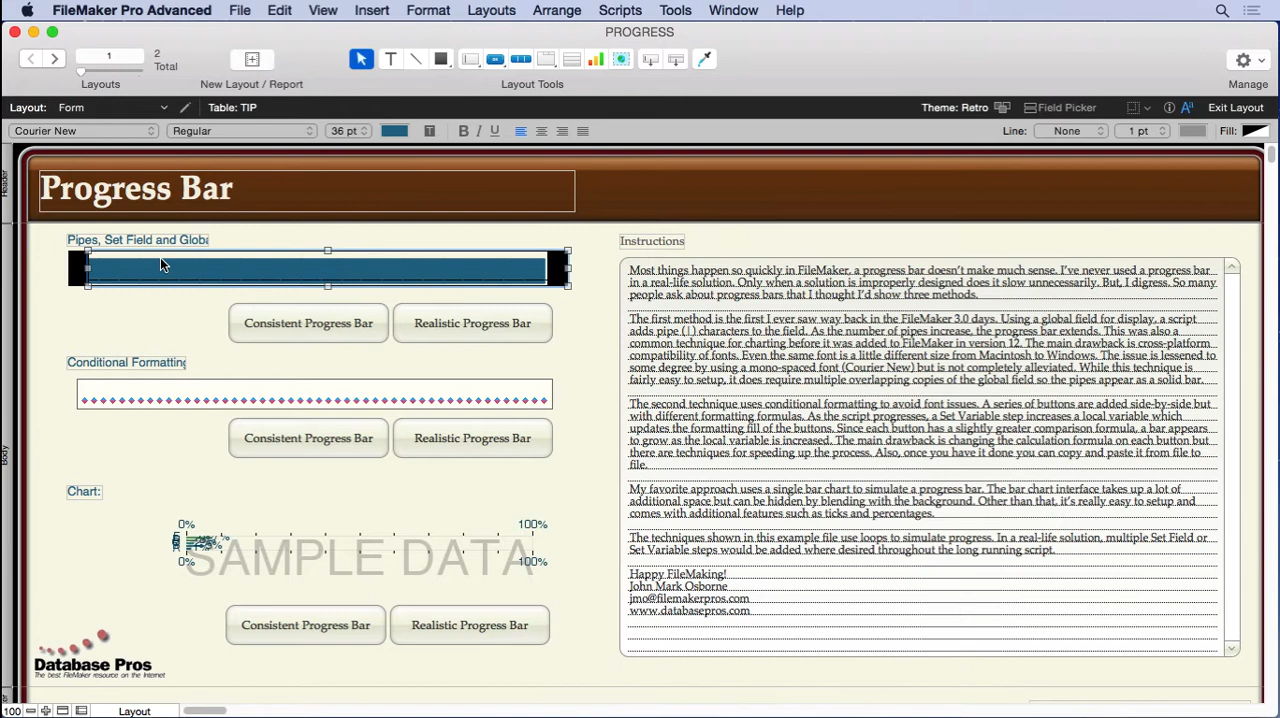 FileMaker Pro Advanced File Edit View Insert Format Layouts Arrange Scripts Tools Window Help
PROGRESS
1
2
Total
Layouts
New Layout / Report
Layout Tools
Manage
Layout: Form
Table: TIP
Theme: Retro
Field Picker
Exit Layout
Courier New
Regular
36 pt
B I U
Line: None
1 pt
Fill:
Header
Progress Bar
Body
Pipes, Set Field and Globa
Consistent Progress Bar
Realistic Progress Bar
Conditional Formatting
Consistent Progress Bar
Realistic Progress Bar
Chart:
0% 100%
SAMPLE DATA
0% 100%
Consistent Progress Bar
Realistic Progress Bar
Database Pros
The best FileMaker resource on the Internet
Instructions
Most things happen so quickly in FileMaker, a progress bar doesn't make much sense. I've never used a progress bar
in a real-life solution. Only when a solution is improperly designed does it slow unnecessarily. But, I digress. So many
people ask about progress bars that I thought I'd show three methods.
The first method is the first I ever saw way back in the FileMaker 3.0 days. Using a global field for display, a script
adds pipe (|) characters to the field. As the number of pipes increase, the progress bar extends. This was also a
common technique for charting before it was added to FileMaker in version 12. The main drawback is cross-platform
compatibility of fonts. Even the same font is a little different size from Macintosh to Windows. The issue is lessened to
some degree by using a mono-spaced font (Courier New) but is not completely alleviated. While this technique is
fairly easy to setup, it does require multiple overlapping copies of the global field so the pipes appear as a solid bar.
The second technique uses conditional formatting to avoid font issues. A series of buttons are added side-by-side but
with different formatting formulas. As the script progresses, a Set Variable step increases a local variable which
updates the formatting fill of the buttons. Since each button has a slightly greater comparison formula, a bar appears
to grow as the local variable is increased. The main drawback is changing the calculation formula on each button but
there are techniques for speeding up the process. Also, once you have it done you can copy and paste it from file to
file.
My favorite approach uses a single bar chart to simulate a progress bar. The bar chart interface takes up a lot of
additional space but can be hidden by blending with the background. Other than that, it's really easy to setup and
comes with additional features such as ticks and percentages.
The techniques shown in this example file use loops to simulate progress. In a real-life solution, multiple Set Field or
Set Variable steps would be added where desired throughout the long running script.
Happy FileMaking!
John Mark Osborne
jmo@filemakerpros.com
www.databasepros.com
100
Layout